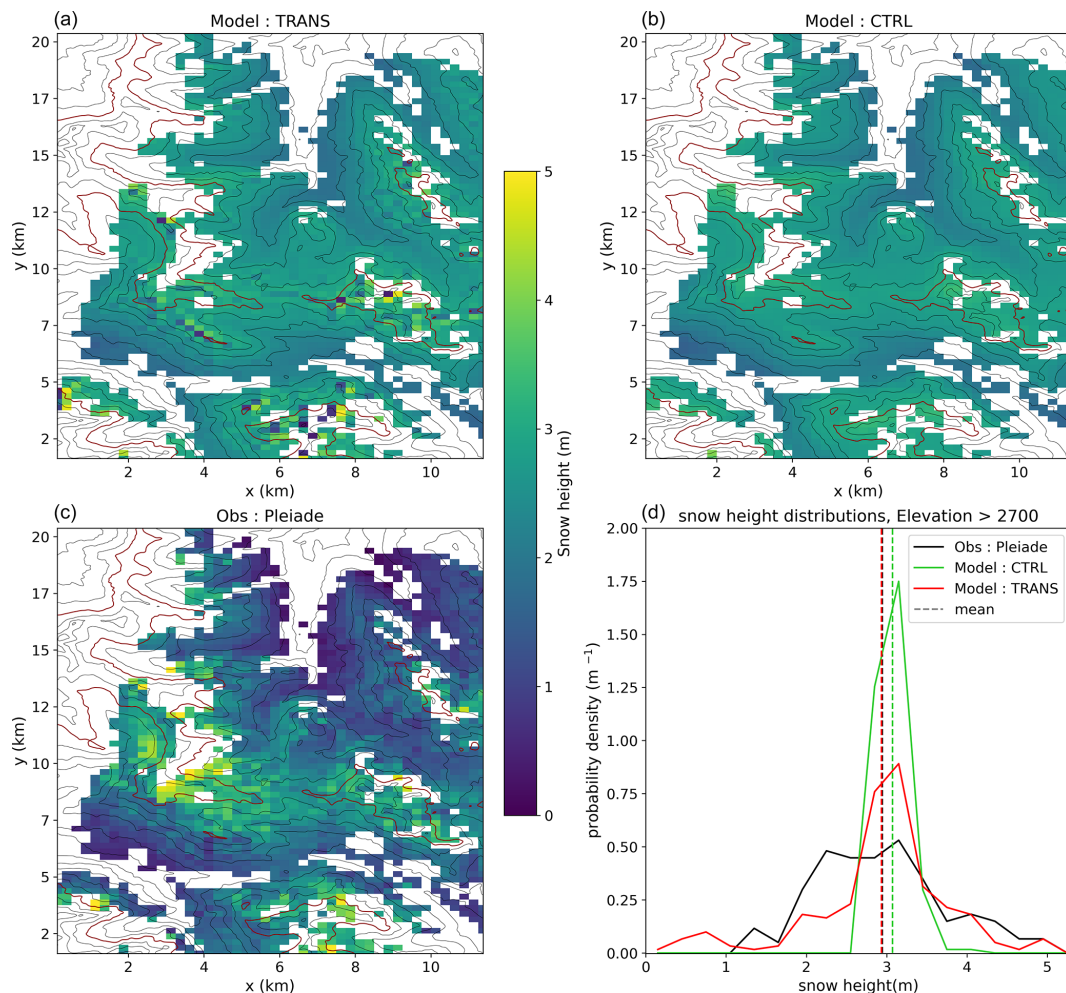 (a)
Model : TRANS
20
17
15
12
10
7
5
2
y (km)
2
4
6
8
10
x (km)
(b)
Model : CTRL
20
17
15
12
10
7
5
2
y (km)
2
4
6
8
10
x (km)
5
4
3
2
1
0
Snow height (m)
(c)
Obs : Pleiade
20
17
15
12
10
7
5
2
y (km)
2
4
6
8
10
x (km)
(d)
snow height distributions, Elevation > 2700
2.00
1.75
1.50
1.25
1.00
0.75
0.50
0.25
0.00
probability density (m⁻¹)
Obs : Pleiade
Model : CTRL
Model : TRANS
mean
0
1
2
3
4
5
snow height(m)